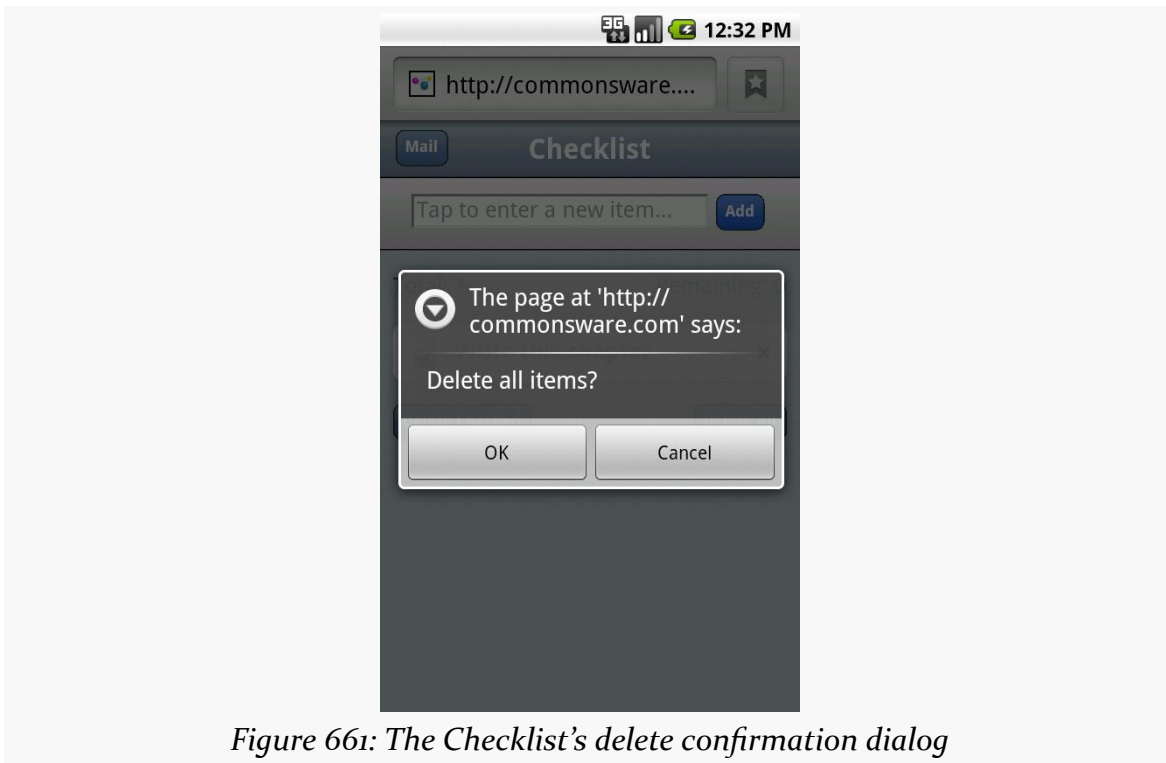 3G 12:32 PM
http://commonsware....
Mail Checklist
Tap to enter a new item... Add
The page at 'http://
commonsware.com' says:
Delete all items?
OK Cancel
Figure 661: The Checklist's delete confirmation dialog